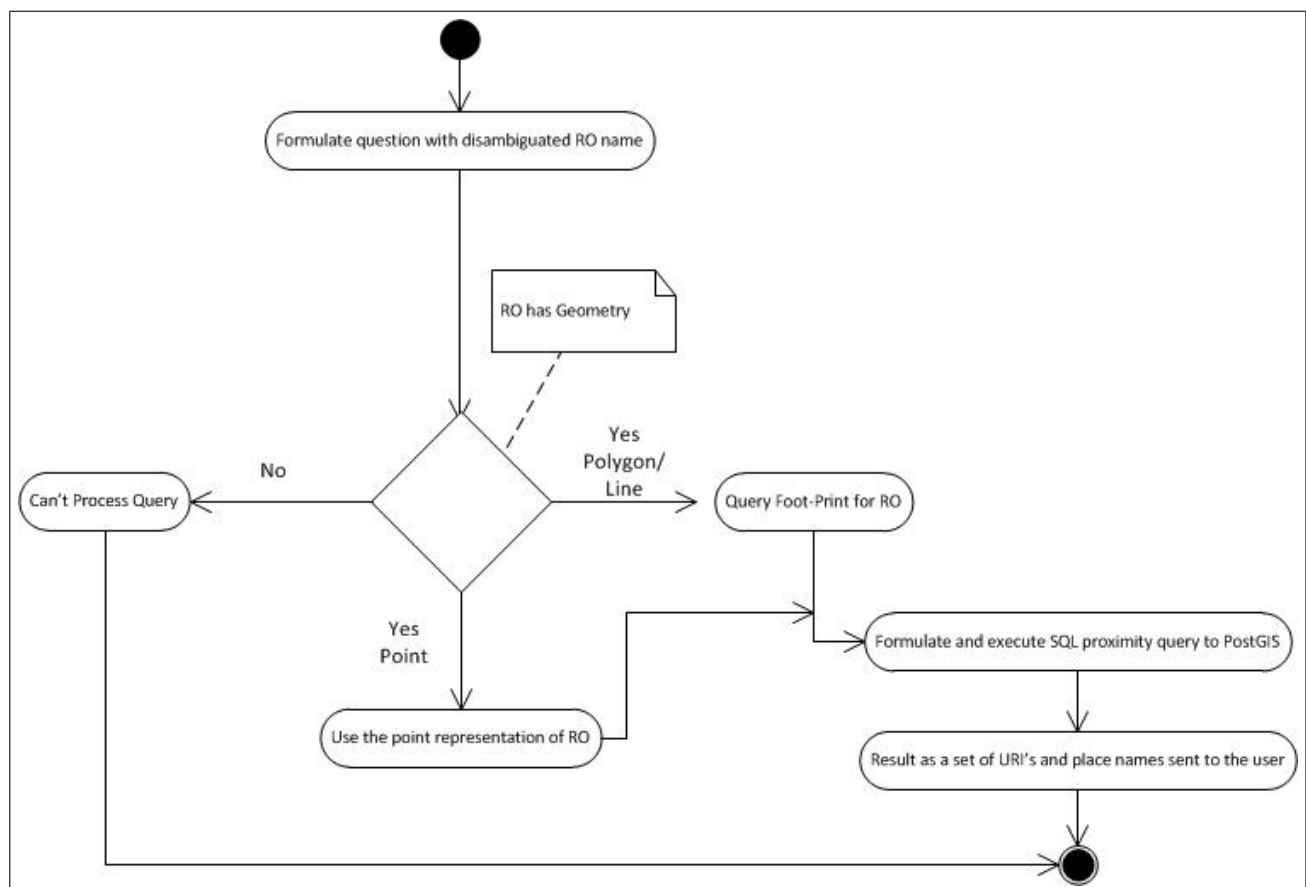 Formulate question with disambiguated RO name
RO has Geometry
Yes
Polygon/
Line
No
Can't Process Query
Query Foot-Print for RO
Yes
Point
Formulate and execute SQL proximity query to PostGIS
Use the point representation of RO
Result as a set of URI's and place names sent to the user